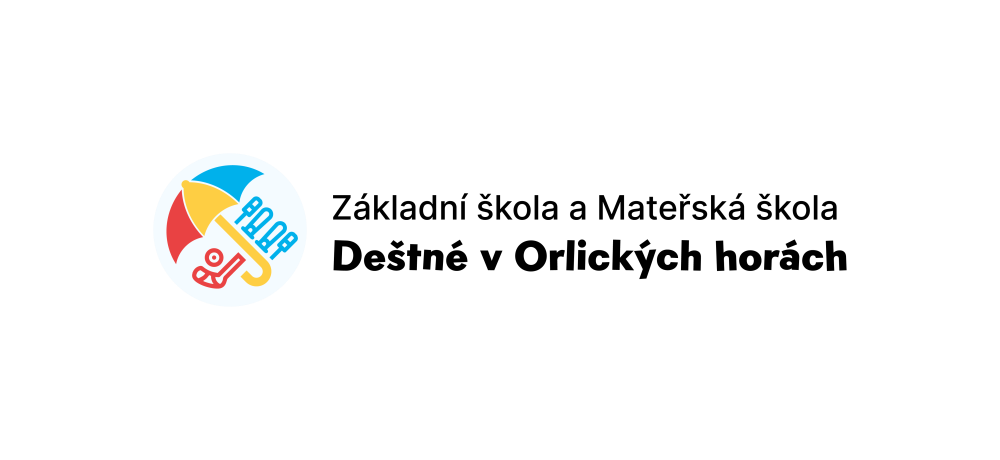 Základní škola a Mateřská škola
Deštné v Orlických horách